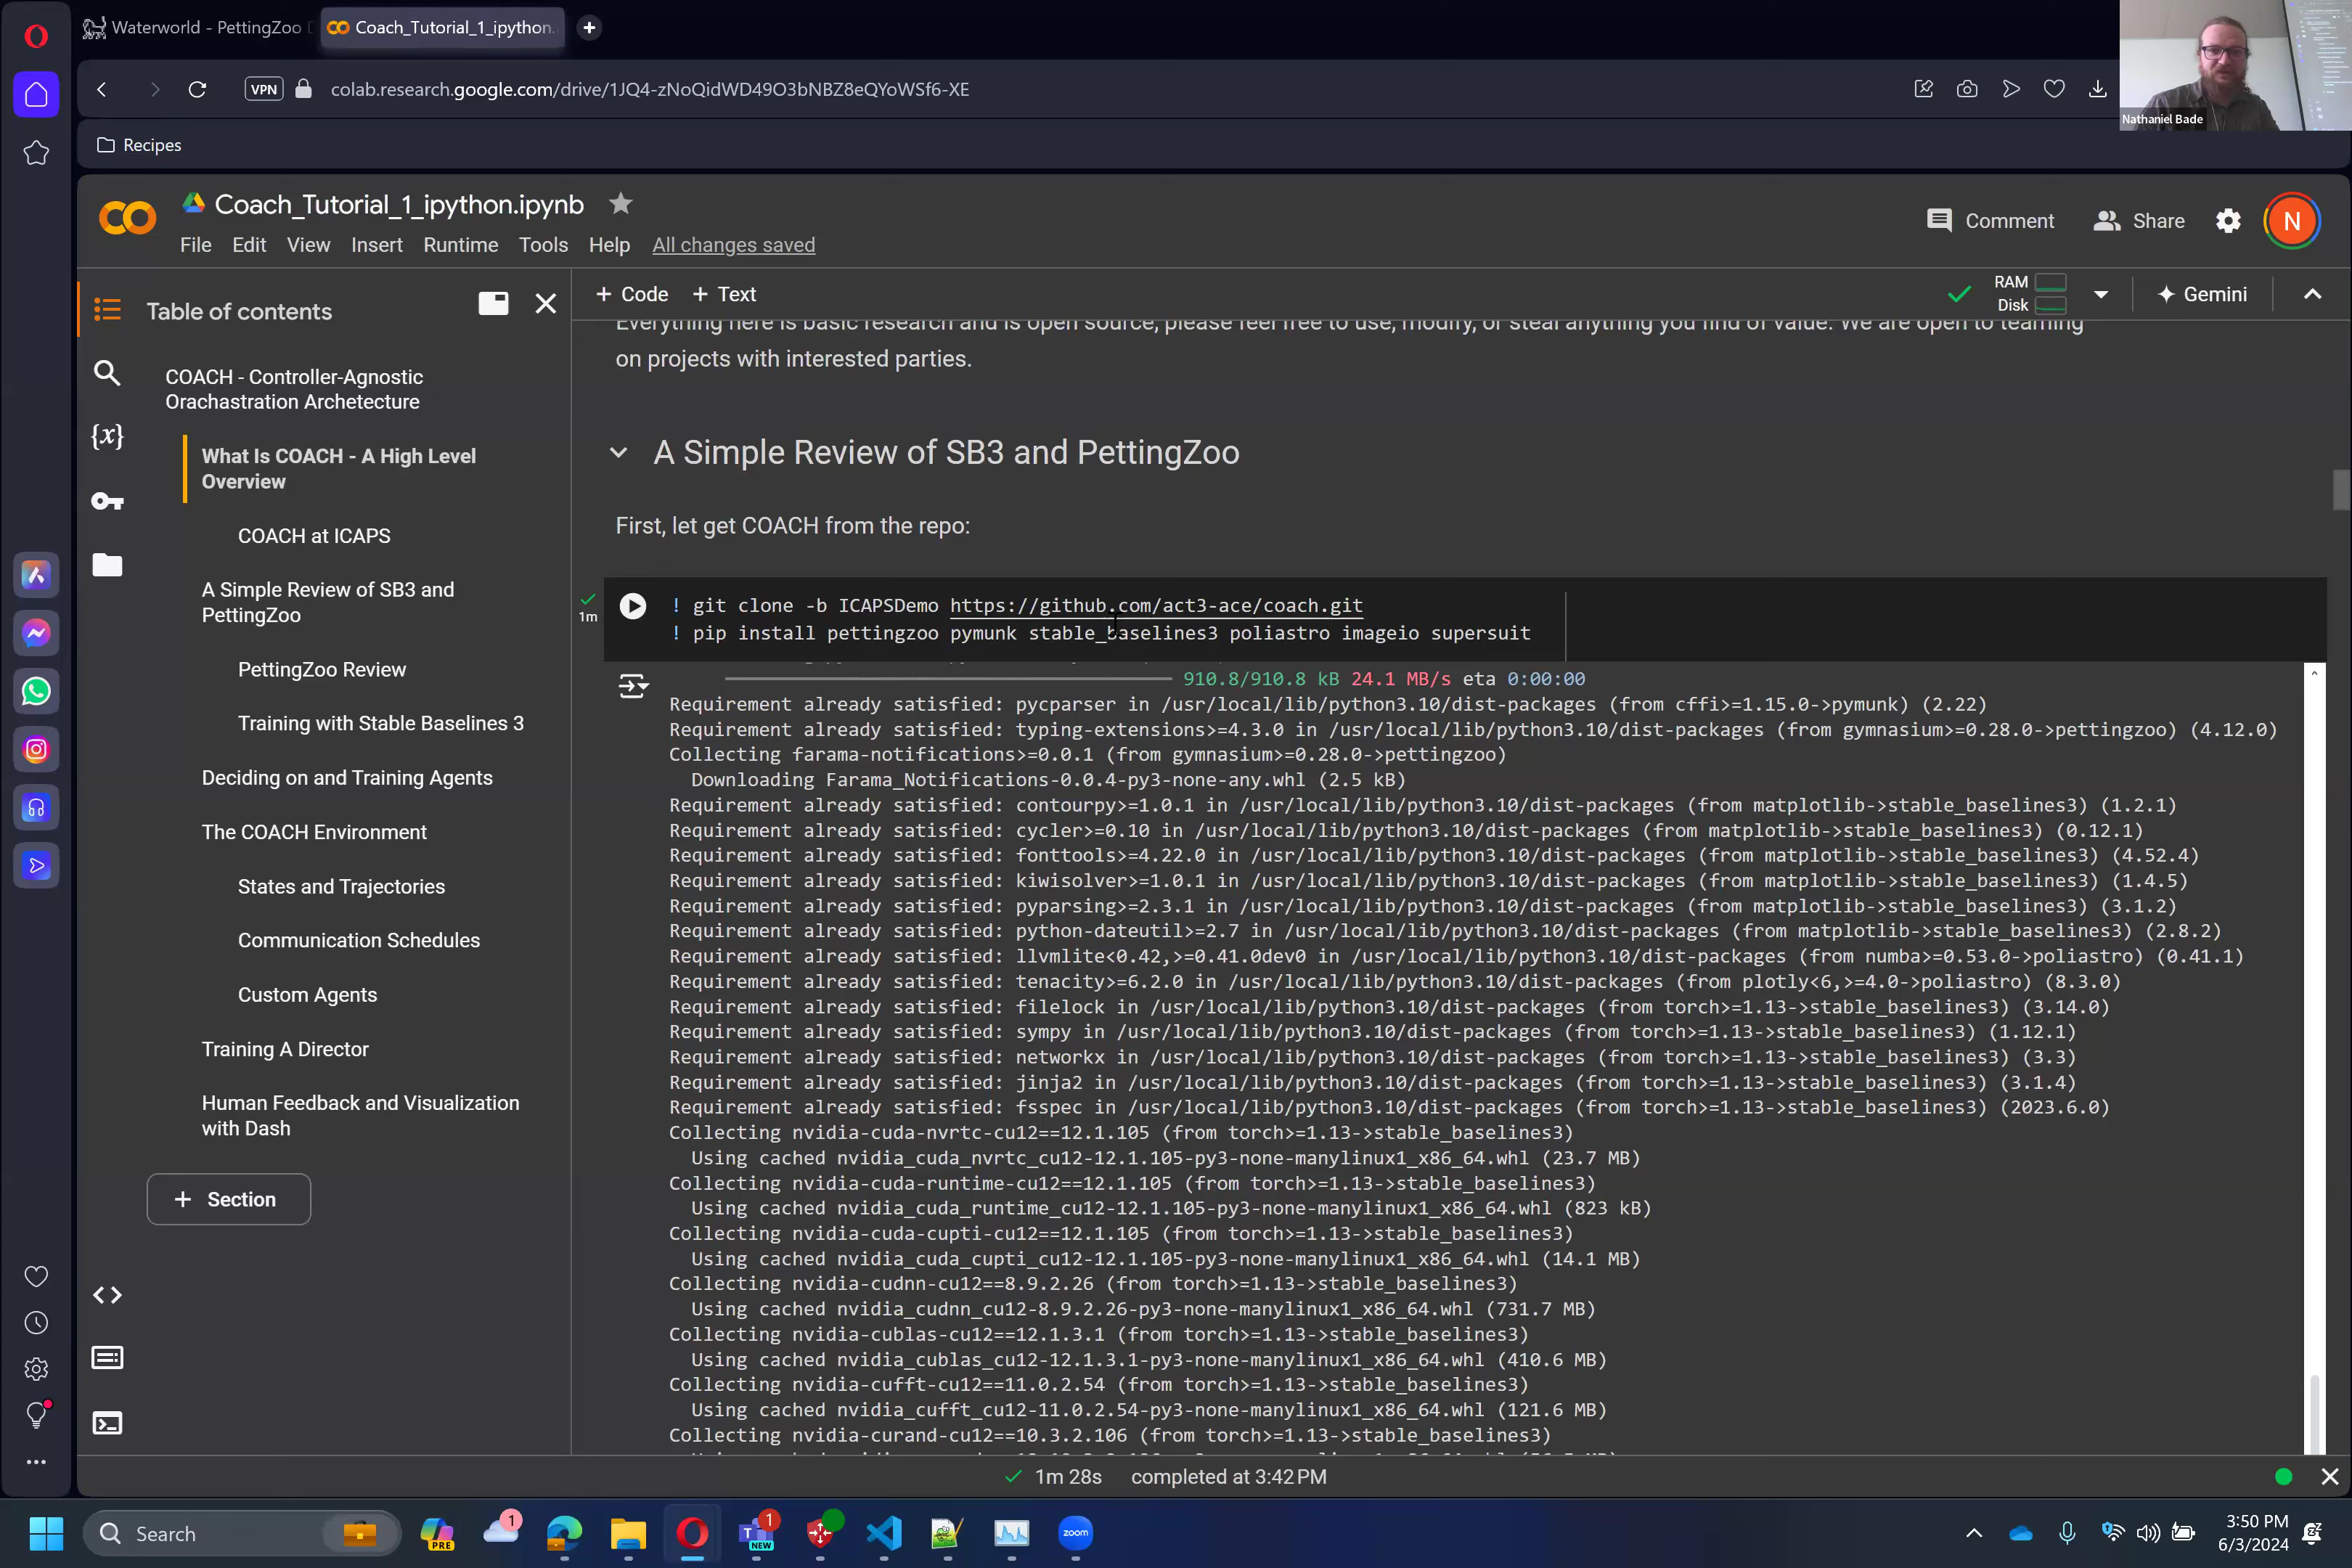 Waterworld - PettingZoo
Coach_Tutorial_1_ipython.
VPN
colab.research.google.com/drive/1JQ4-zNoQidWD49O3bNBZ8eQYoWSf6-XE
Nathaniel Bade
Recipes
Coach_Tutorial_1_ipython.ipynb
File Edit View Insert Runtime Tools Help All changes saved
Comment
Share
N
Table of contents
COACH - Controller-Agnostic
Orachastration Archetecture
What Is COACH - A High Level
Overview
COACH at ICAPS
A Simple Review of SB3 and
PettingZoo
PettingZoo Review
Training with Stable Baselines 3
Deciding on and Training Agents
The COACH Environment
States and Trajectories
Communication Schedules
Custom Agents
Training A Director
Human Feedback and Visualization
with Dash
+ Section
+ Code + Text
RAM
Disk
Gemini
Everything here is basic research and is open source, please feel free to use, modify, or steal anything you find of value. We are open to learning
on projects with interested parties.
A Simple Review of SB3 and PettingZoo
First, let get COACH from the repo:
1m
! git clone -b ICAPSDemo https://github.com/act3-ace/coach.git
! pip install pettingzoo pymunk stable_baselines3 poliastro imageio supersuit
910.8/910.8 kB 24.1 MB/s eta 0:00:00
Requirement already satisfied: pycparser in /usr/local/lib/python3.10/dist-packages (from cffi>=1.15.0->pymunk) (2.22)
Requirement already satisfied: typing-extensions>=4.3.0 in /usr/local/lib/python3.10/dist-packages (from gymnasium>=0.28.0->pettingzoo) (4.12.0)
Collecting farama-notifications>=0.0.1 (from gymnasium>=0.28.0->pettingzoo)
Downloading Farama_Notifications-0.0.4-py3-none-any.whl (2.5 kB)
Requirement already satisfied: contourpy>=1.0.1 in /usr/local/lib/python3.10/dist-packages (from matplotlib->stable_baselines3) (1.2.1)
Requirement already satisfied: cycler>=0.10 in /usr/local/lib/python3.10/dist-packages (from matplotlib->stable_baselines3) (0.12.1)
Requirement already satisfied: fonttools>=4.22.0 in /usr/local/lib/python3.10/dist-packages (from matplotlib->stable_baselines3) (4.52.4)
Requirement already satisfied: kiwisolver>=1.0.1 in /usr/local/lib/python3.10/dist-packages (from matplotlib->stable_baselines3) (1.4.5)
Requirement already satisfied: pyparsing>=2.3.1 in /usr/local/lib/python3.10/dist-packages (from matplotlib->stable_baselines3) (3.1.2)
Requirement already satisfied: python-dateutil>=2.7 in /usr/local/lib/python3.10/dist-packages (from matplotlib->stable_baselines3) (2.8.2)
Requirement already satisfied: llvmlite<0.42,>=0.41.0dev0 in /usr/local/lib/python3.10/dist-packages (from numba>=0.53.0->poliastro) (0.41.1)
Requirement already satisfied: tenacity>=6.2.0 in /usr/local/lib/python3.10/dist-packages (from plotly<6,>=4.0->poliastro) (8.3.0)
Requirement already satisfied: filelock in /usr/local/lib/python3.10/dist-packages (from torch>=1.13->stable_baselines3) (3.14.0)
Requirement already satisfied: sympy in /usr/local/lib/python3.10/dist-packages (from torch>=1.13->stable_baselines3) (1.12.1)
Requirement already satisfied: networkx in /usr/local/lib/python3.10/dist-packages (from torch>=1.13->stable_baselines3) (3.3)
Requirement already satisfied: jinja2 in /usr/local/lib/python3.10/dist-packages (from torch>=1.13->stable_baselines3) (3.1.4)
Requirement already satisfied: fsspec in /usr/local/lib/python3.10/dist-packages (from torch>=1.13->stable_baselines3) (2023.6.0)
Collecting nvidia-cuda-nvrtc-cu12==12.1.105 (from torch>=1.13->stable_baselines3)
Using cached nvidia_cuda_nvrtc_cu12-12.1.105-py3-none-manylinux1_x86_64.whl (23.7 MB)
Collecting nvidia-cuda-runtime-cu12==12.1.105 (from torch>=1.13->stable_baselines3)
Using cached nvidia_cuda_runtime_cu12-12.1.105-py3-none-manylinux1_x86_64.whl (823 kB)
Collecting nvidia-cuda-cupti-cu12==12.1.105 (from torch>=1.13->stable_baselines3)
Using cached nvidia_cuda_cupti_cu12-12.1.105-py3-none-manylinux1_x86_64.whl (14.1 MB)
Collecting nvidia-cudnn-cu12==8.9.2.26 (from torch>=1.13->stable_baselines3)
Using cached nvidia_cudnn_cu12-8.9.2.26-py3-none-manylinux1_x86_64.whl (731.7 MB)
Collecting nvidia-cublas-cu12==12.1.3.1 (from torch>=1.13->stable_baselines3)
Using cached nvidia_cublas_cu12-12.1.3.1-py3-none-manylinux1_x86_64.whl (410.6 MB)
Collecting nvidia-cufft-cu12==11.0.2.54 (from torch>=1.13->stable_baselines3)
Using cached nvidia_cufft_cu12-11.0.2.54-py3-none-manylinux1_x86_64.whl (121.6 MB)
Collecting nvidia-curand-cu12==10.3.2.106 (from torch>=1.13->stable_baselines3)
1m 28s completed at 3:42 PM
Search
PRE
1
1
NEW
zoom
3:50 PM
6/3/2024